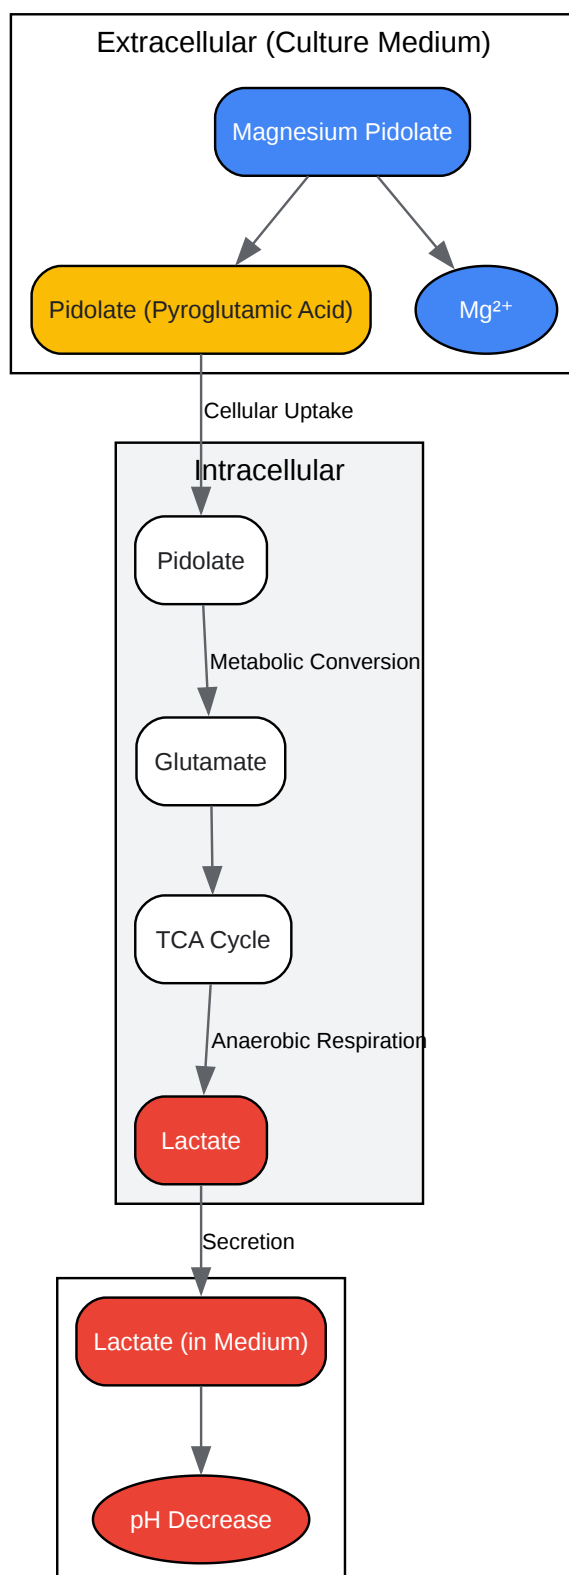 Extracellular (Culture Medium)
Magnesium Pidolate
Pidolate (Pyroglutamic Acid)
Mg²⁺
Cellular Uptake
Intracellular
Pidolate
Metabolic Conversion
Glutamate
TCA Cycle
Anaerobic Respiration
Lactate
Secretion
Lactate (in Medium)
pH Decrease